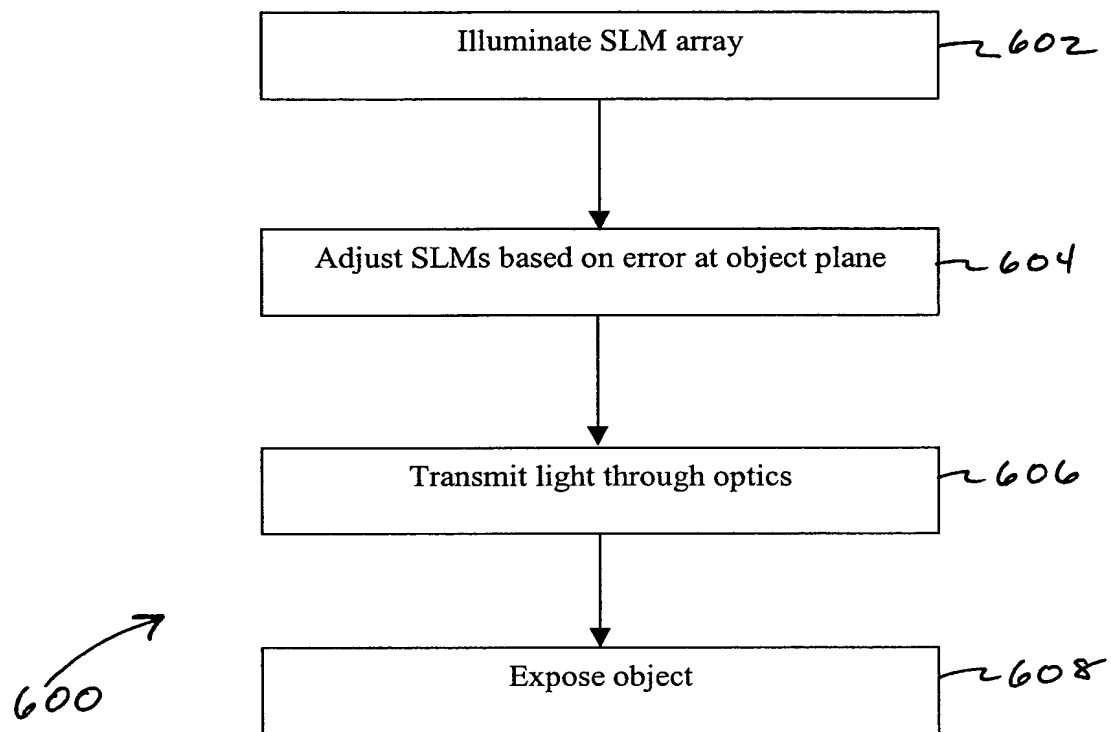 Illuminate SLM array
602
Adjust SLMs based on error at object plane
604
Transmit light through optics
606
Expose object
608
600